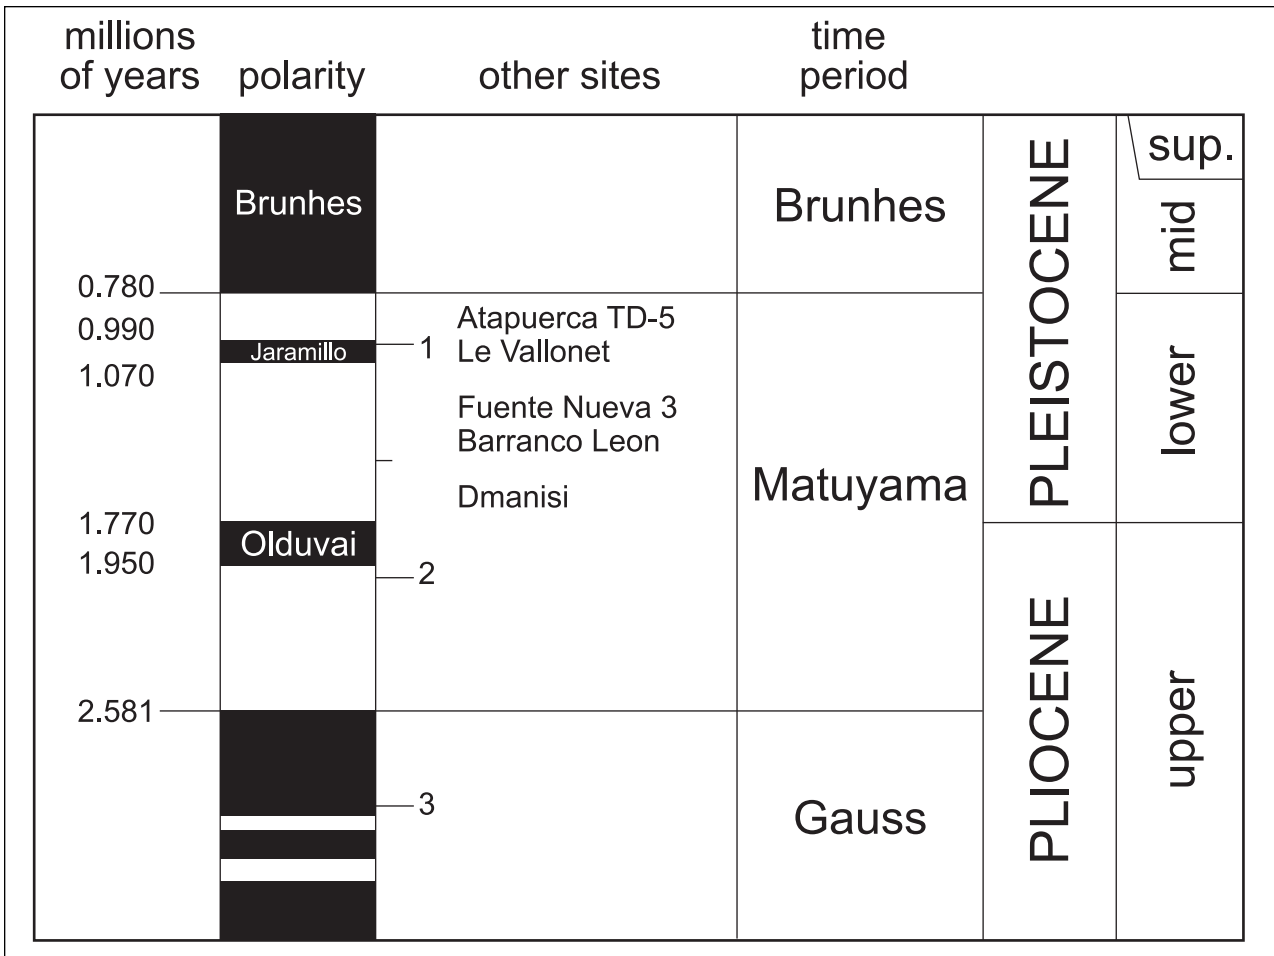 millions
of years
polarity
other sites
time
period
Brunhes
Brunhes
PLEISTOCENE
sup.
mid
0.780
0.990
Jaramillo
1.070
1
Atapuerca TD-5
Le Vallonet
Fuente Nueva 3
Barranco Leon
Dmanisi
Matuyama
lower
1.770
Olduvai
1.950
2
2.581
PLIOCENE
upper
3
Gauss